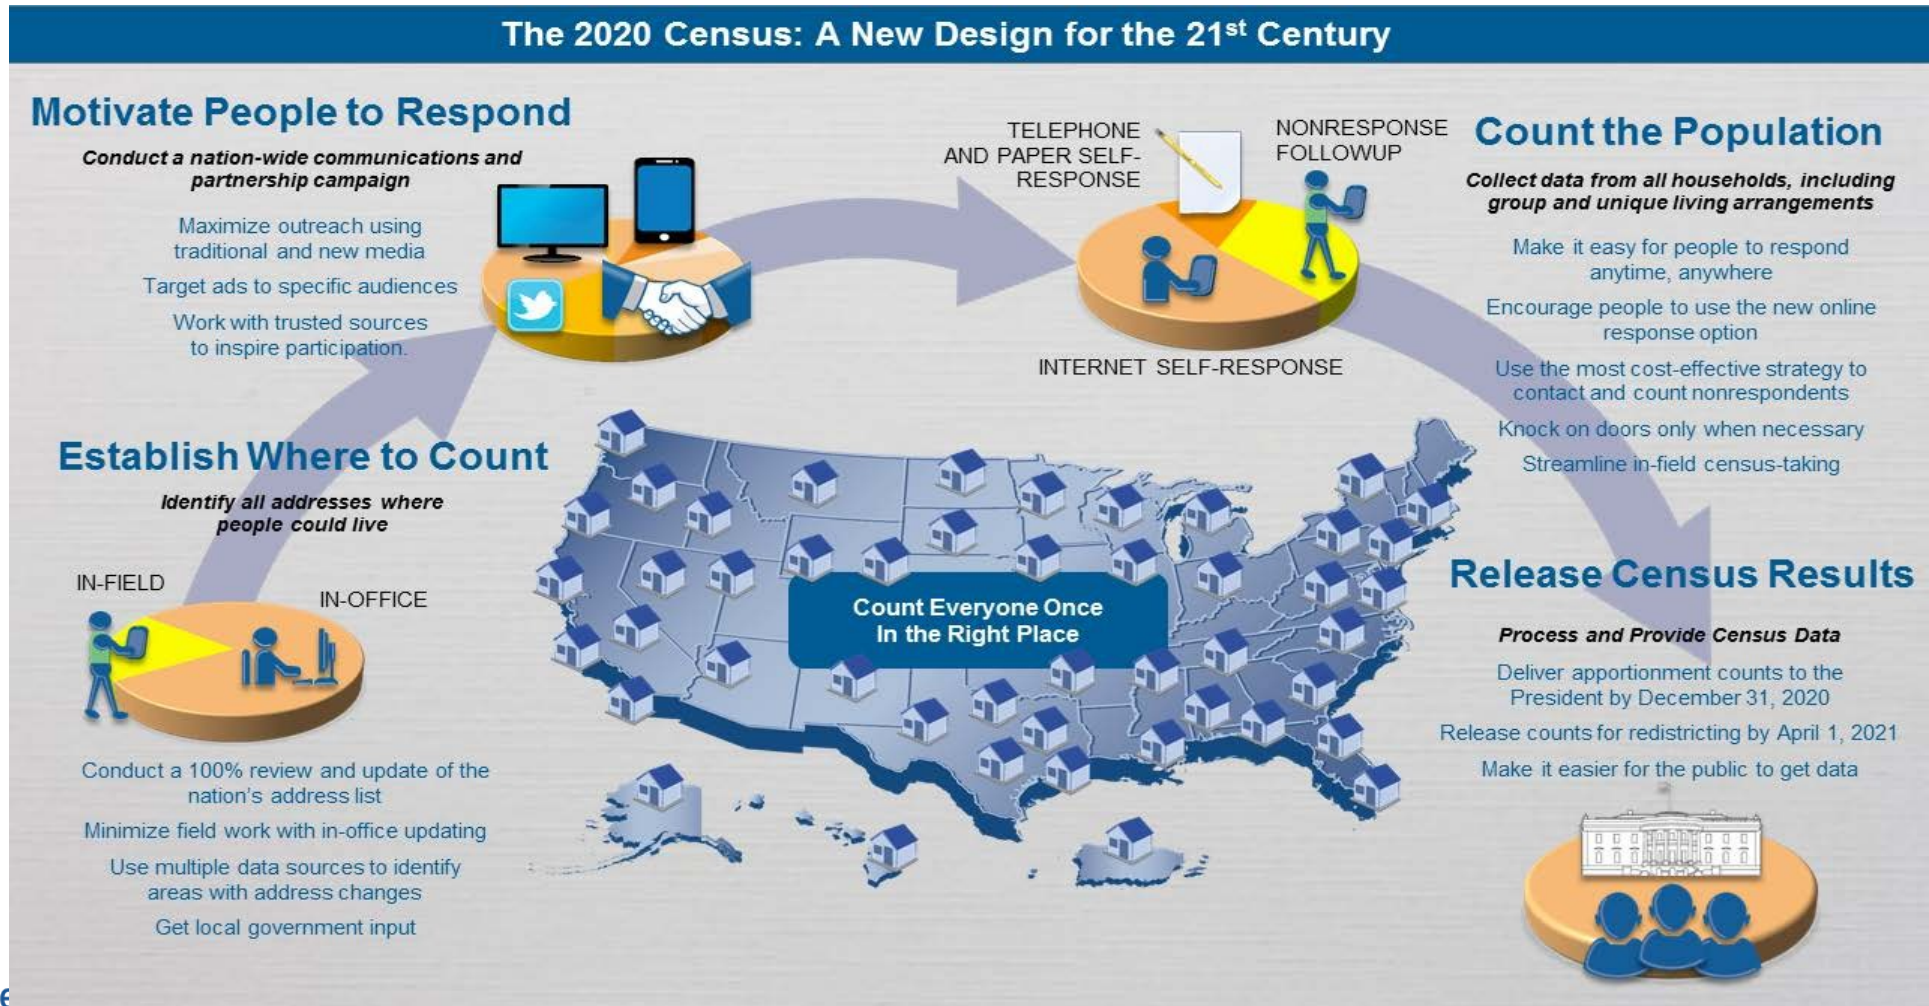 The 2020 Census: A New Design for the 21st Century
Motivate People to Respond
Conduct a nation-wide communications and
partnership campaign
Maximize outreach using
traditional and new media
Target ads to specific audiences
Work with trusted sources
to inspire participation.
TELEPHONE
AND PAPER SELF-
RESPONSE
NONRESPONSE
FOLLOWUP
INTERNET SELF-RESPONSE
Count the Population
Collect data from all households, including
group and unique living arrangements
Make it easy for people to respond
anytime, anywhere
Encourage people to use the new online
response option
Use the most cost-effective strategy to
contact and count nonrespondents
Knock on doors only when necessary
Streamline in-field census-taking
Establish Where to Count
Identify all addresses where
people could live
IN-FIELD
IN-OFFICE
Conduct a 100% review and update of the
nation's address list
Minimize field work with in-office updating
Use multiple data sources to identify
areas with address changes
Get local government input
Count Everyone Once
In the Right Place
Release Census Results
Process and Provide Census Data
Deliver apportionment counts to the
President by December 31, 2020
Release counts for redistricting by April 1, 2021
Make it easier for the public to get data